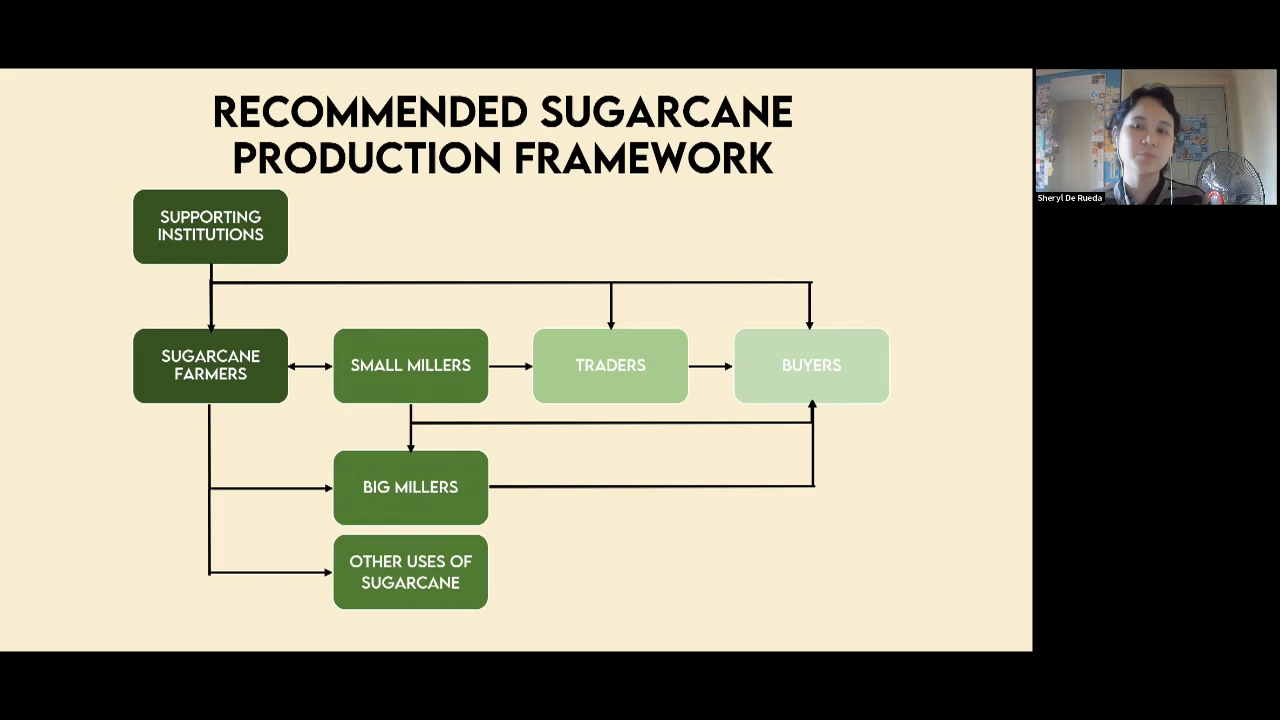 RECOMMENDED SUGARCANE
PRODUCTION FRAMEWORK
SUPPORTING
INSTITUTIONS
SUGARCANE
FARMERS
SMALL MILLERS
TRADERS
BUYERS
BIG MILLERS
OTHER USES OF
SUGARCANE
Sheryl De Rueda